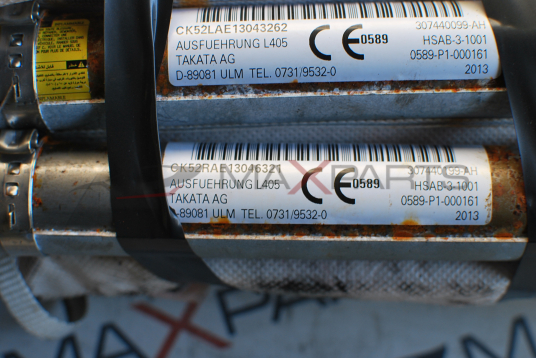 CK52LAE13043262
AUSFUEHRUNG L405
TAKATA AG
D-89081 ULM TEL. 0731/9532-0
CE 0589
307440099-AH
HSAB-3-1001
0589-P1-000161
2013
CK52RAE13046321
AUSFUEHRUNG L405
TAKATA AG
D-89081 ULM TEL. 0731/9532-0
CE 0589
307440099-AH
HSAB-3-1001
0589-P1-000161
2013
MAXPARTS